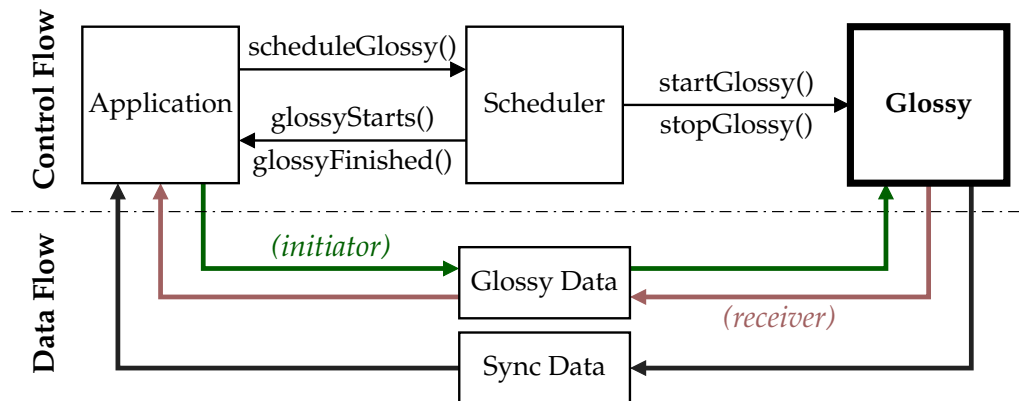 Control Flow
Application
scheduleGlossy()
glossyStarts()
glossyFinished()
Scheduler
startGlossy()
stopGlossy()
Glossy
Data Flow
(initiator)
Glossy Data
(receiver)
Sync Data